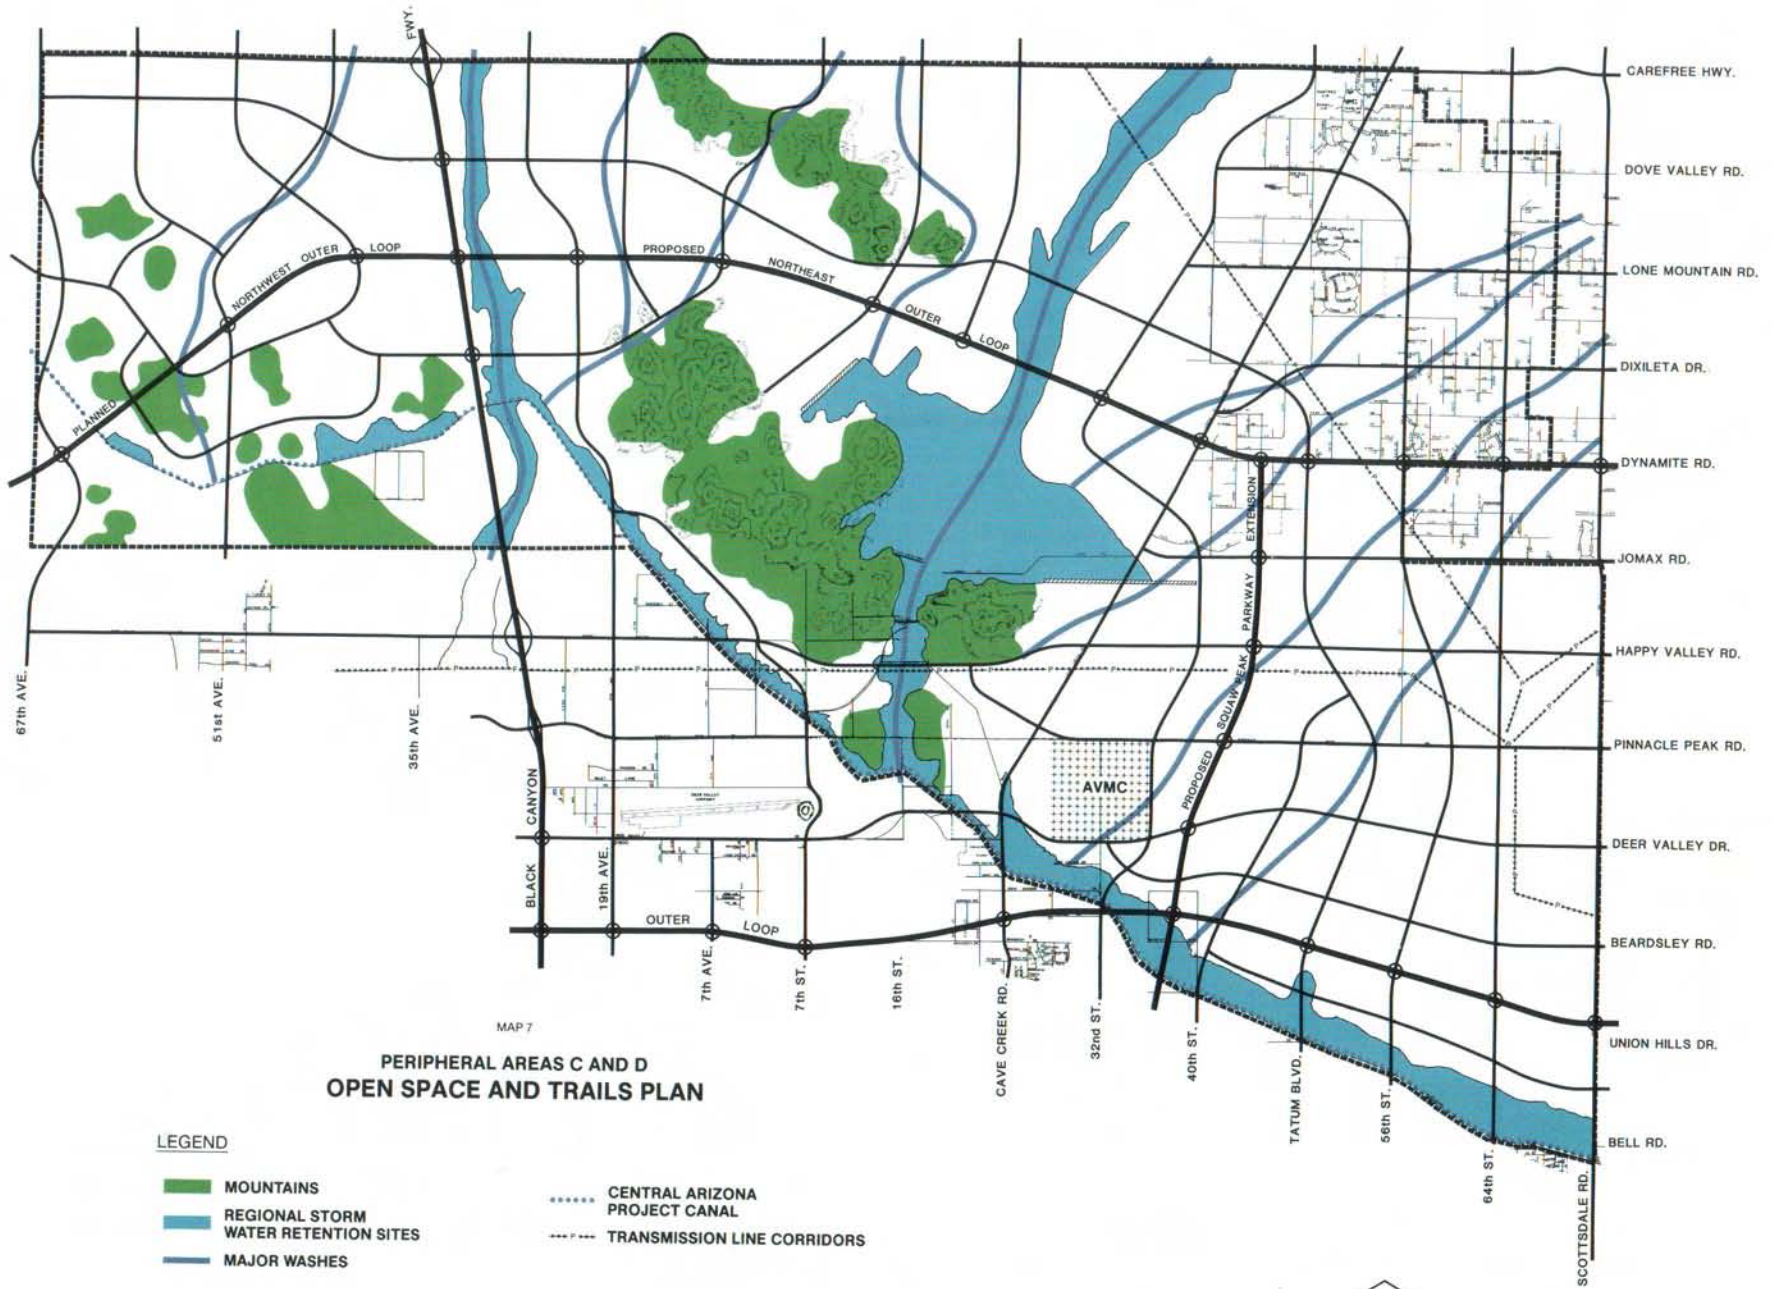 FWY.
CAREFREE HWY.
DOVE VALLEY RD.
LONE MOUNTAIN RD.
DIXILETA DR.
DYNAMITE RD.
JOMAX RD.
HAPPY VALLEY RD.
PINNACLE PEAK RD.
DEER VALLEY DR.
BEARDSLEY RD.
UNION HILLS DR.
BELL RD.
PLANNED
NORTHWEST OUTER LOOP
PROPOSED
NORTHEAST
OUTER
LOOP
PROPOSED SQUAW PEAK PARKWAY EXTENSION
AVMC
67th AVE.
51st AVE.
35th AVE.
BLACK CANYON
19th AVE.
OUTER LOOP
7th AVE.
7th ST.
16th ST.
CAVE CREEK RD.
32nd ST.
40th ST.
TATUM BLVD.
56th ST.
64th ST.
SCOTTSDALE RD.
MAP 7
PERIPHERAL AREAS C AND D
OPEN SPACE AND TRAILS PLAN
LEGEND
MOUNTAINS
REGIONAL STORM
WATER RETENTION SITES
MAJOR WASHES
CENTRAL ARIZONA
PROJECT CANAL
P
TRANSMISSION LINE CORRIDORS